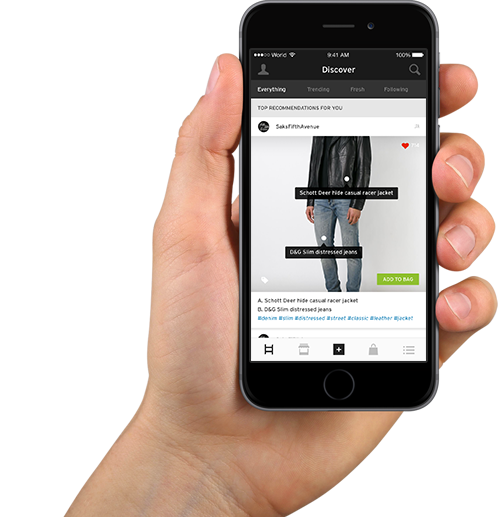 World 9:41 AM 100%
Discover
Everything Trending Fresh Following
TOP RECOMMENDATIONS FOR YOU
SaksFifthAvenue
Schott Deer hide casual racer jacket
D&G Slim distressed jeans
ADD TO BAG
A. Schott Deer hide casual racer jacket
B. D&G Slim distressed jeans
#denim #slim #distressed #street #classic #leather #jacket